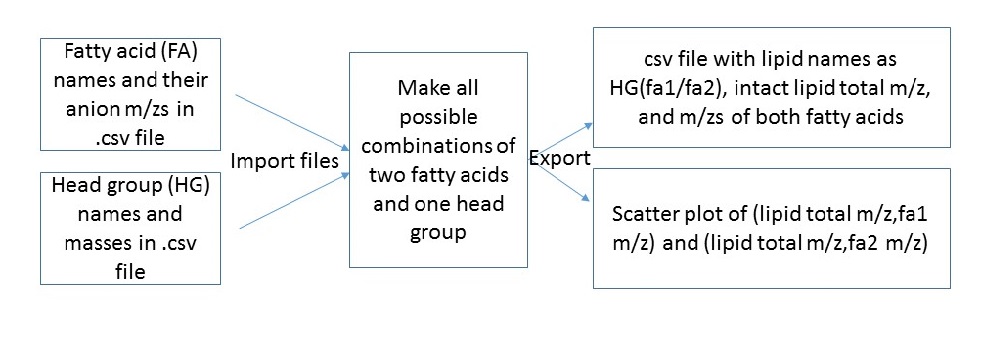 Fatty acid (FA)
names and their
anion m/zs in
.csv file
Head group (HG)
names and
masses in .csv
file
Import files
Make all
possible
combinations of
two fatty acids
and one head
group
Export
csv file with lipid names as
HG(fa1/fa2), intact lipid total m/z,
and m/zs of both fatty acids
Scatter plot of (lipid total m/z,fa1
m/z) and (lipid total m/z,fa2 m/z)